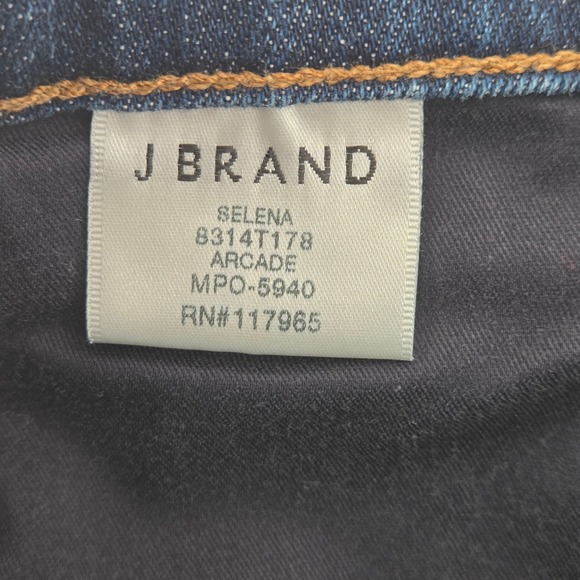 J BRAND
SELENA
8314T178
ARCADE
MPO-5940
RN#117965